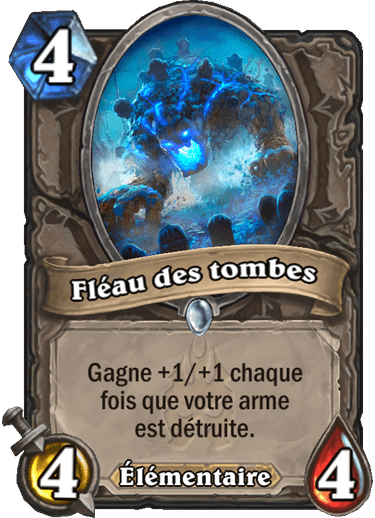 4
Fléau des tombes
Gagne +1/+1 chaque
fois que votre arme
est détruite.
4
Élémentaire
4